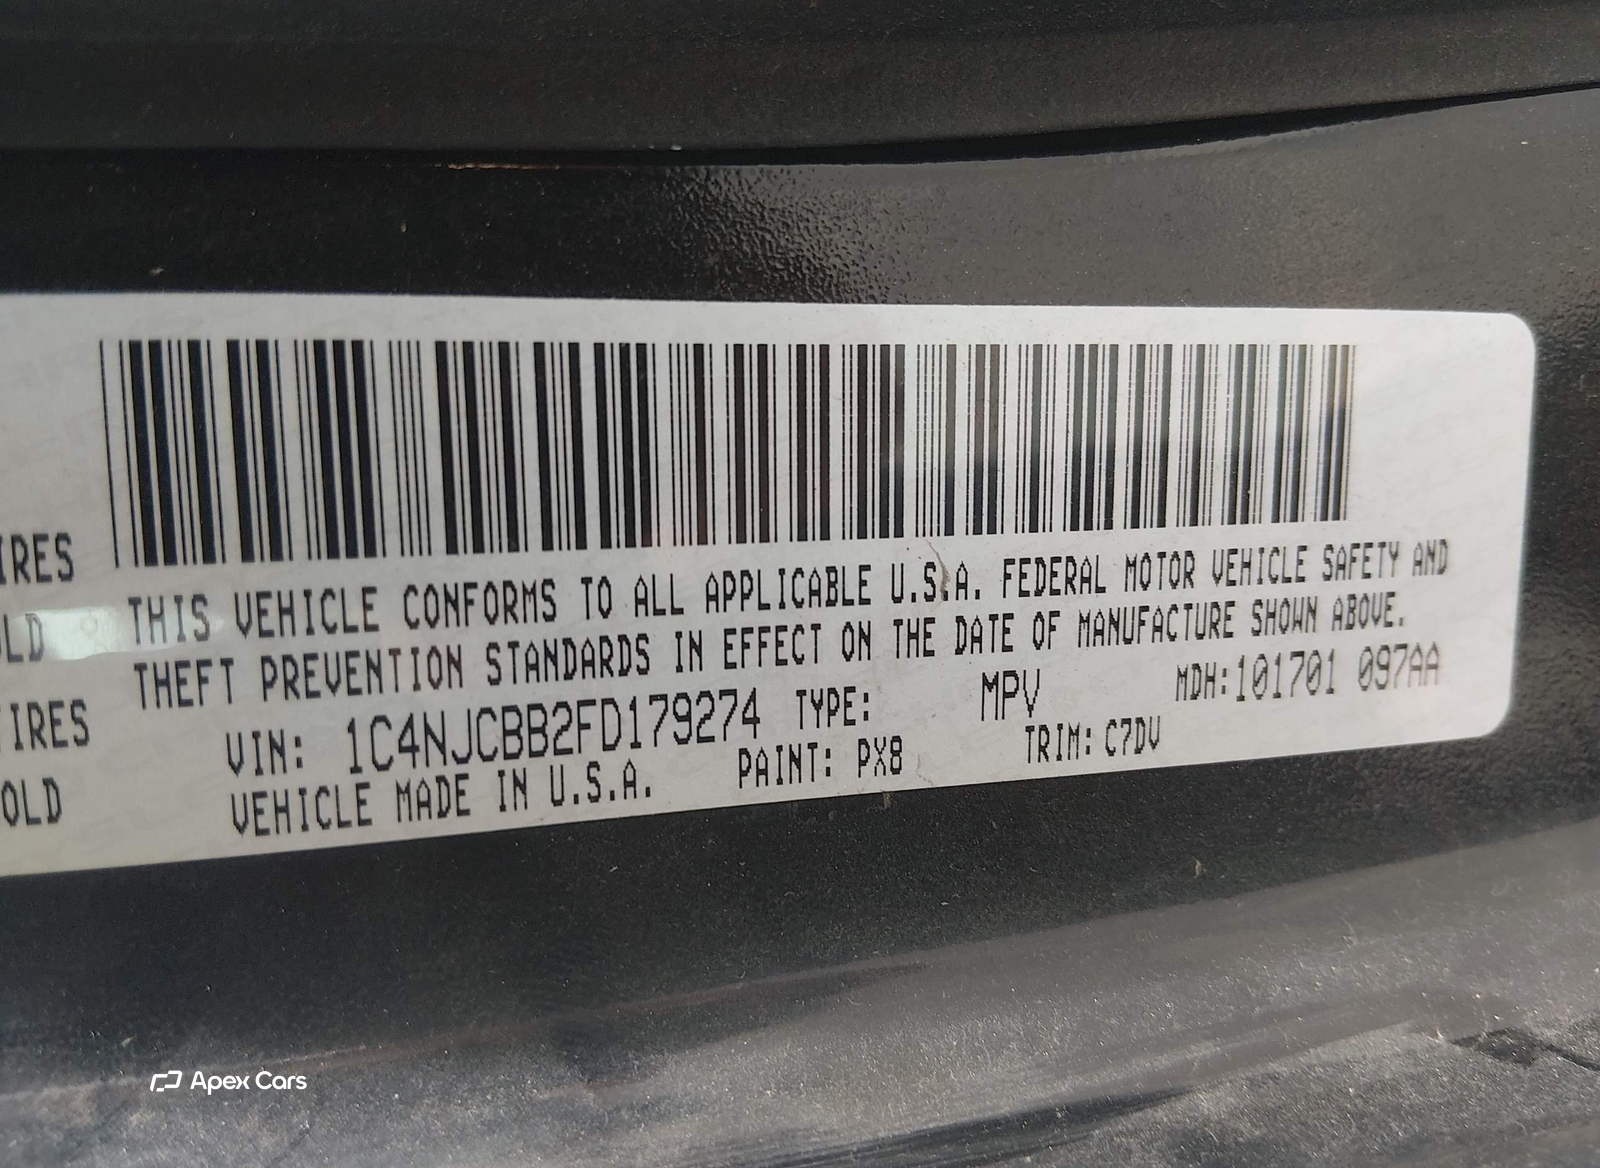 IRES
OLD
THIS VEHICLE CONFORMS TO ALL APPLICABLE U.S.A. FEDERAL MOTOR VEHICLE SAFETY AND
THEFT PREVENTION STANDARDS IN EFFECT ON THE DATE OF MANUFACTURE SHOWN ABOVE.
TIRES
OLD
VIN: 1C4NJCBB2FD179274 TYPE: MPV MDH:101701 097AA
VEHICLE MADE IN U.S.A. PAINT: PX8 TRIM: C7DV
Apex Cars